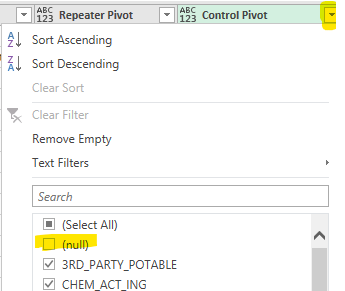 ABC 123 Repeater Pivot ABC 123 Control Pivot
A Z Sort Ascending
Z A Sort Descending
Clear Sort
Clear Filter
Remove Empty
Text Filters
Search
(Select All)
(null)
3RD_PARTY_POTABLE
CHEM_ACT_ING